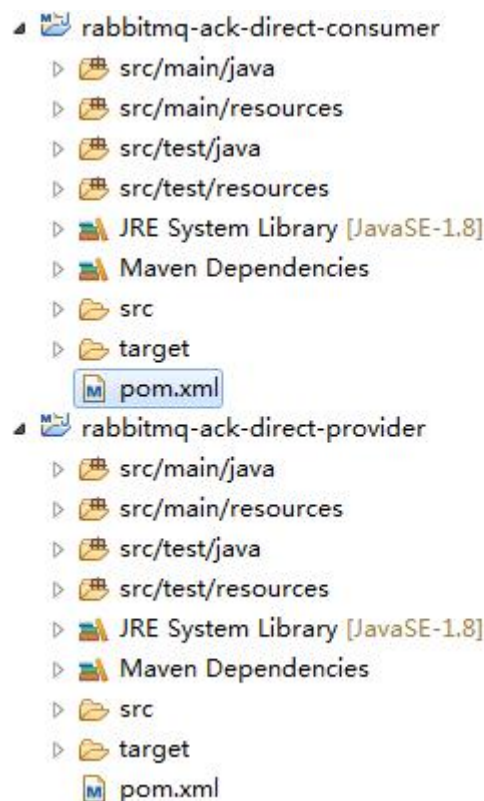 rabbitmq-ack-direct-consumer
src/main/java
src/main/resources
src/test/java
src/test/resources
JRE System Library [JavaSE-1.8]
Maven Dependencies
src
target
pom.xml
rabbitmq-ack-direct-provider
src/main/java
src/main/resources
src/test/java
src/test/resources
JRE System Library [JavaSE-1.8]
Maven Dependencies
src
target
pom.xml